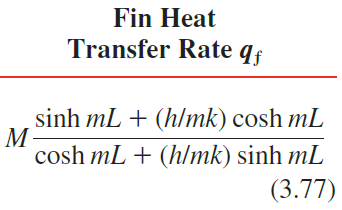 Fin Heat
Transfer Rate q_f
M (sinh mL + (h/mk) cosh mL) / (cosh mL + (h/mk) sinh mL)
(3.77)